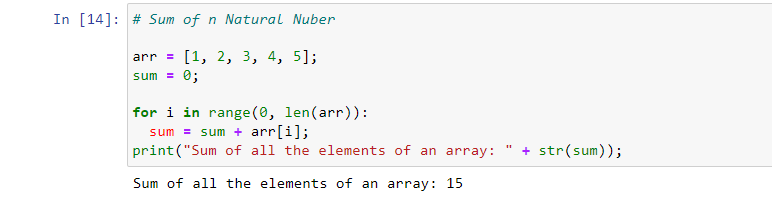 In [14]: # Sum of n Natural Nuber
arr = [1, 2, 3, 4, 5];
sum = 0;
for i in range(0, len(arr)):
  sum = sum + arr[i];
print("Sum of all the elements of an array: " + str(sum));
Sum of all the elements of an array: 15